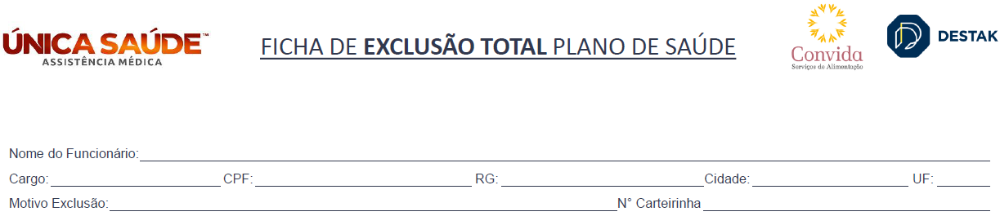 ÚNICA SAÚDE™
ASSISTÊNCIA MÉDICA
FICHA DE EXCLUSÃO TOTAL PLANO DE SAÚDE
Convida
Serviços de Alimentação
DESTAK
Nome do Funcionário:
Cargo: CPF: RG: Cidade: UF:
Motivo Exclusão: N° Carteirinha